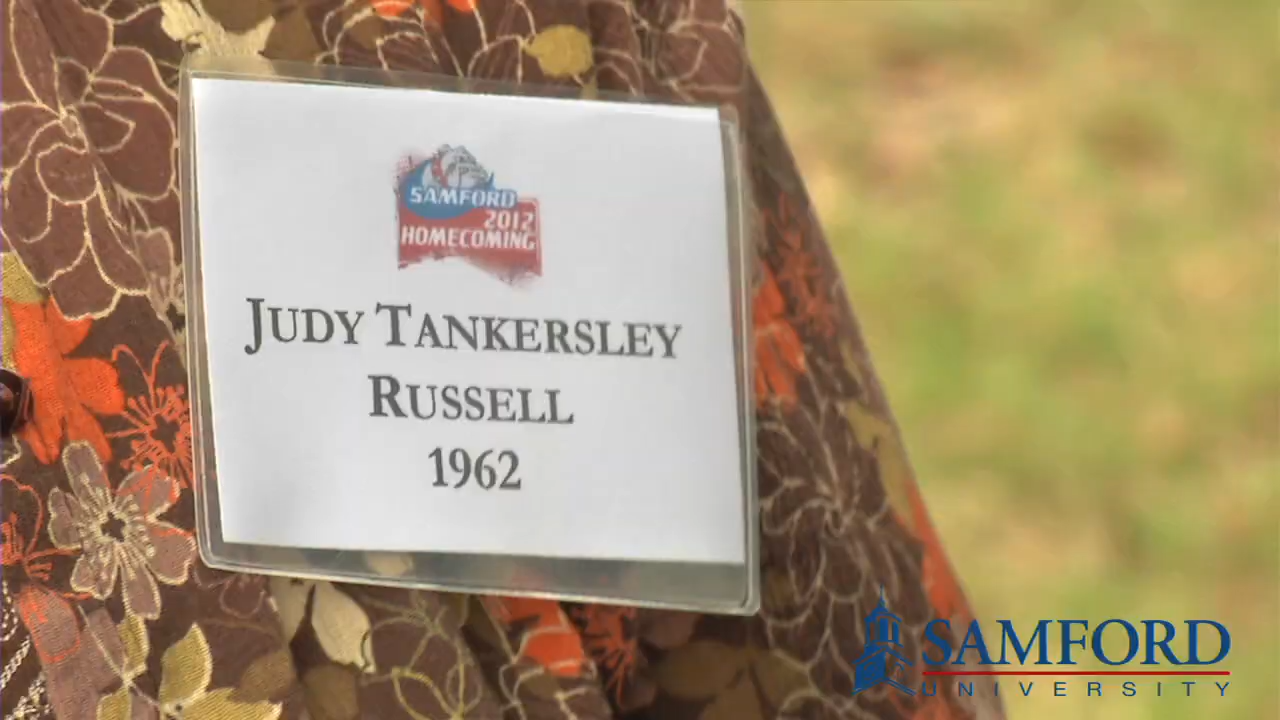 SAMFORD
2012
HOMECOMING
JUDY TANKERSLEY
RUSSELL
1962
SAMFORD
UNIVERSITY